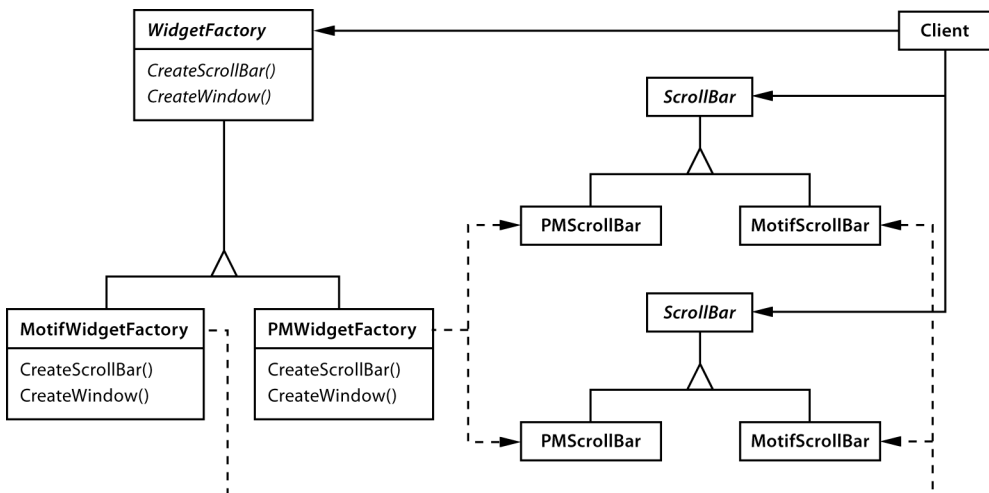 WidgetFactory
CreateScrollBar()
CreateWindow()
Client
ScrollBar
PMScrollBar
MotifScrollBar
MotifWidgetFactory
CreateScrollBar()
CreateWindow()
PMWidgetFactory
CreateScrollBar()
CreateWindow()
ScrollBar
PMScrollBar
MotifScrollBar